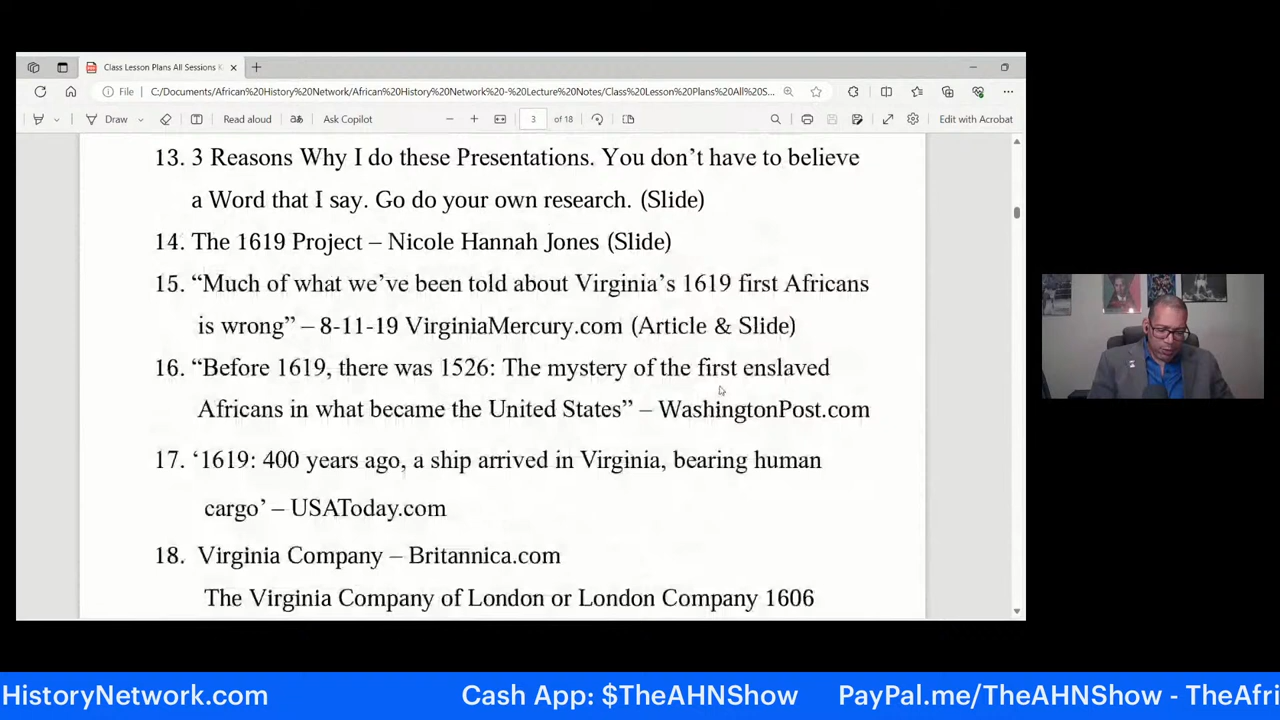 Class Lesson Plans All Sessions K
File
C:/Documents/African%20History%20Network/African%20History%20Network%20-%20Lecture%20Notes/Class%20Lesson%20Plans%20All%20S...
Draw
Read aloud
Ask Copilot
3
of 18
Edit with Acrobat
13. 3 Reasons Why I do these Presentations. You don’t have to believe
a Word that I say. Go do your own research. (Slide)
14. The 1619 Project – Nicole Hannah Jones (Slide)
15. “Much of what we’ve been told about Virginia’s 1619 first Africans
is wrong” – 8-11-19 VirginiaMercury.com (Article & Slide)
16. “Before 1619, there was 1526: The mystery of the first enslaved
Africans in what became the United States” – WashingtonPost.com
17. ‘1619: 400 years ago, a ship arrived in Virginia, bearing human
cargo’ – USAToday.com
18. Virginia Company – Britannica.com
The Virginia Company of London or London Company 1606
HistoryNetwork.com Cash App: $TheAHNShow PayPal.me/TheAHNShow - TheAfri